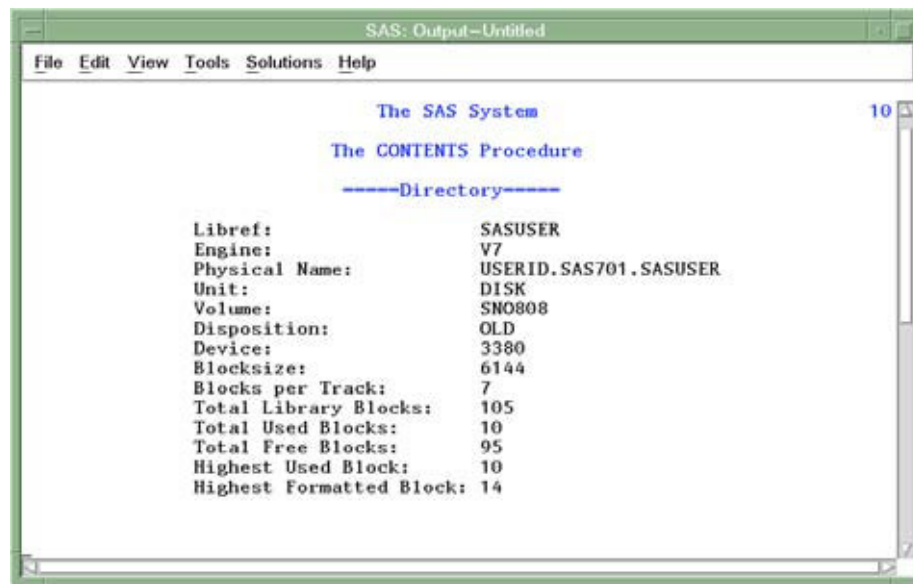 SAS: Output-Untitled
File Edit View Tools Solutions Help
The SAS System 10
The CONTENTS Procedure
-----Directory-----
Libref: SASUSER
Engine: V7
Physical Name: USERID.SAS701.SASUSER
Unit: DISK
Volume: SNO808
Disposition: OLD
Device: 3380
Blocksize: 6144
Blocks per Track: 7
Total Library Blocks: 105
Total Used Blocks: 10
Total Free Blocks: 95
Highest Used Block: 10
Highest Formatted Block: 14